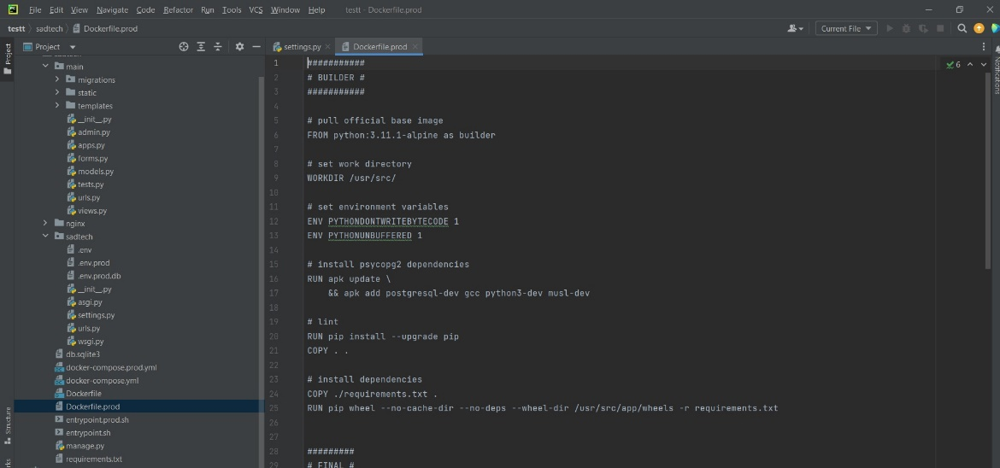 PC File Edit View Navigate Code Refactor Run Tools VCS Window Help testt - Dockerfile.prod
testt sadtech Dockerfile.prod Current File
Project settings.py Dockerfile.prod
Project
Structure
Notifications
main
migrations
static
templates
__init__.py
admin.py
apps.py
forms.py
models.py
tests.py
urls.py
views.py
nginx
sadtech
.env
.env.prod
.env.prod.db
__init__.py
asgi.py
settings.py
urls.py
wsgi.py
db.sqlite3
docker-compose.prod.yml
docker-compose.yml
Dockerfile
Dockerfile.prod
entrypoint.prod.sh
entrypoint.sh
manage.py
requirements.txt
6
1 ###########
2 # BUILDER #
3 ###########
4
5 # pull official base image
6 FROM python:3.11.1-alpine as builder
7
8 # set work directory
9 WORKDIR /usr/src/
10
11 # set environment variables
12 ENV PYTHONDONTWRITEBYTECODE 1
13 ENV PYTHONUNBUFFERED 1
14
15 # install psycopg2 dependencies
16 RUN apk update \
17 && apk add postgresql-dev gcc python3-dev musl-dev
18
19 # lint
20 RUN pip install --upgrade pip
21 COPY . .
22
23 # install dependencies
24 COPY ./requirements.txt .
25 RUN pip wheel --no-cache-dir --no-deps --wheel-dir /usr/src/app/wheels -r requirements.txt
26
27
28 #########
29 # FINAL #